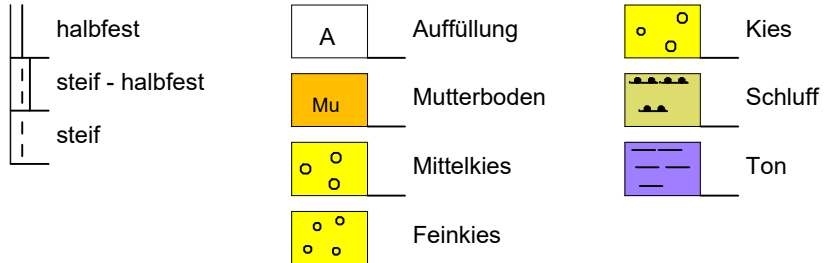 halbfest
steif - halbfest
steif
A Auffüllung
Mu Mutterboden
Mittelkies
Feinkies
Kies
Schluff
Ton